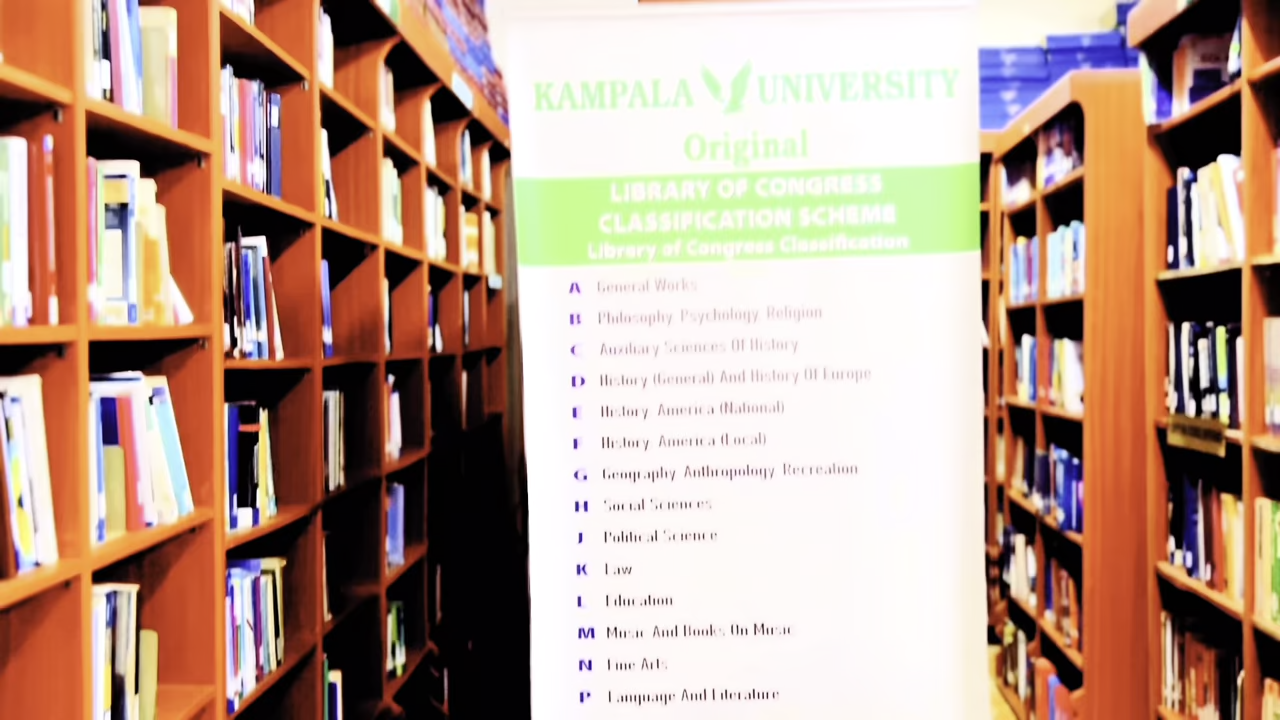 KAMPALA UNIVERSITY
Original
LIBRARY OF CONGRESS
CLASSIFICATION SCHEME
Library of Congress Classification
A General Works
B Philosophy. Psychology. Religion
C Auxiliary Sciences Of History
D History (General) And History Of Europe
E History: America (National)
F History: America (Local)
G Geography. Anthropology. Recreation
H Social Sciences
J Political Science
K Law
L Education
M Music And Books On Music
N Fine Arts
P Language And Literature